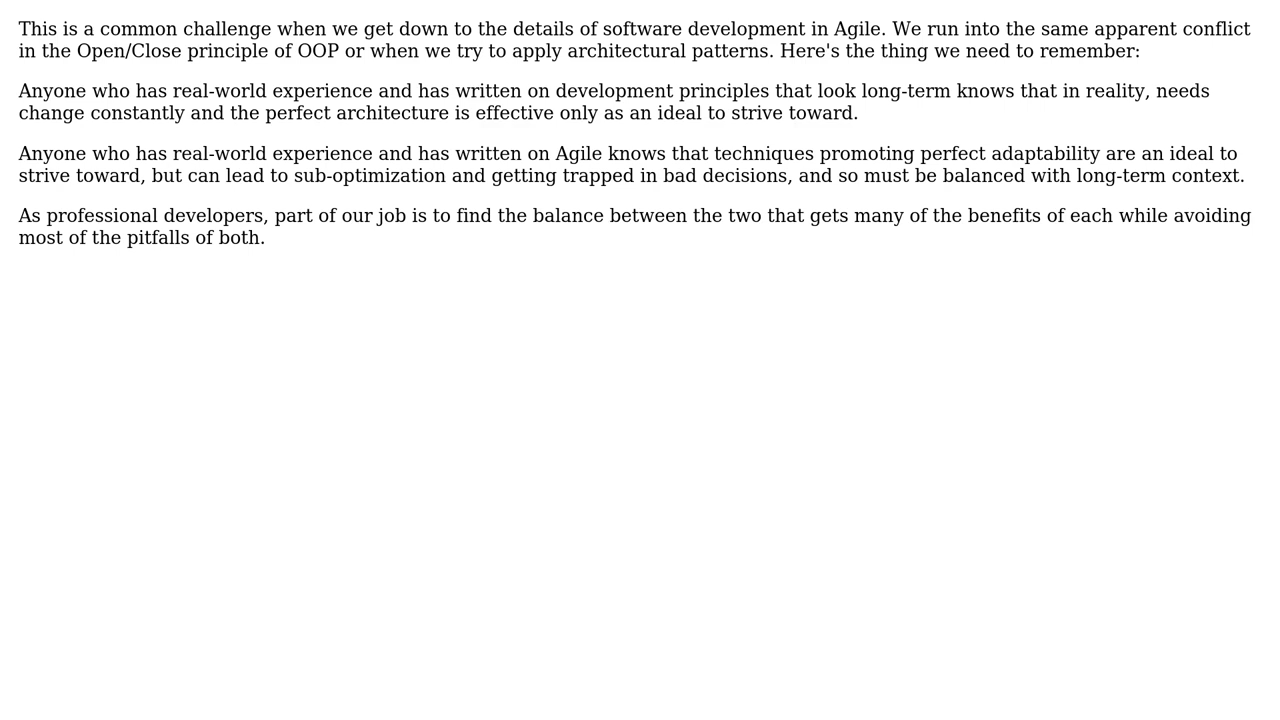 This is a common challenge when we get down to the details of software development in Agile. We run into the same apparent conflict
in the Open/Close principle of OOP or when we try to apply architectural patterns. Here's the thing we need to remember:
Anyone who has real-world experience and has written on development principles that look long-term knows that in reality, needs
change constantly and the perfect architecture is effective only as an ideal to strive toward.
Anyone who has real-world experience and has written on Agile knows that techniques promoting perfect adaptability are an ideal to
strive toward, but can lead to sub-optimization and getting trapped in bad decisions, and so must be balanced with long-term context.
As professional developers, part of our job is to find the balance between the two that gets many of the benefits of each while avoiding
most of the pitfalls of both.